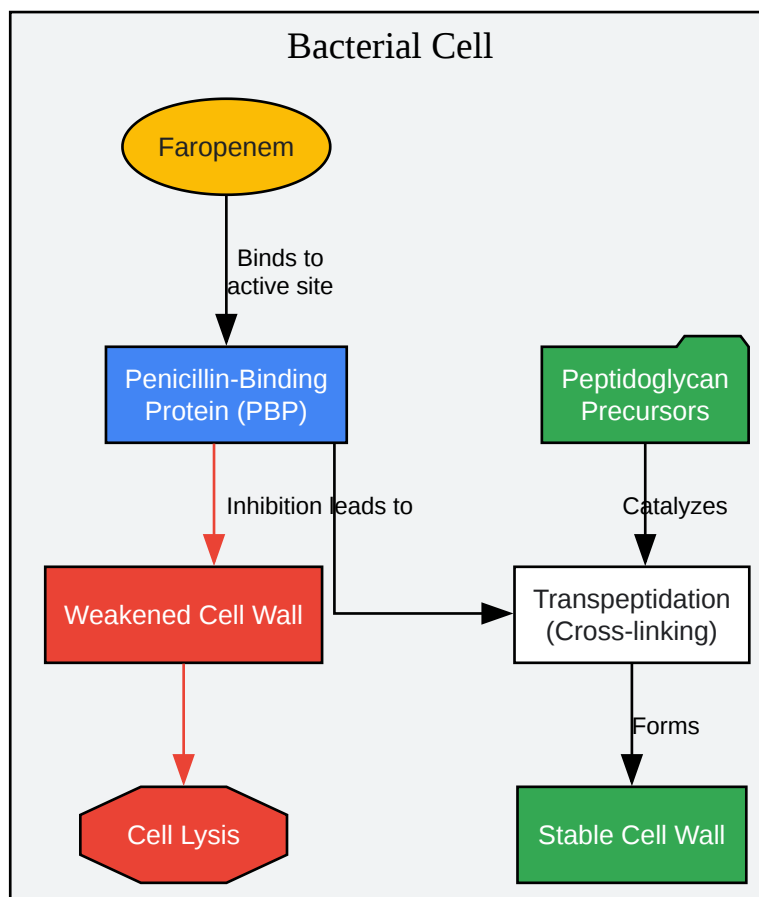 Bacterial Cell
Faropenem
Binds to
active site
Penicillin-Binding
Protein (PBP)
Peptidoglycan
Precursors
Inhibition leads to
Catalyzes
Weakened Cell Wall
Transpeptidation
(Cross-linking)
Forms
Cell Lysis
Stable Cell Wall